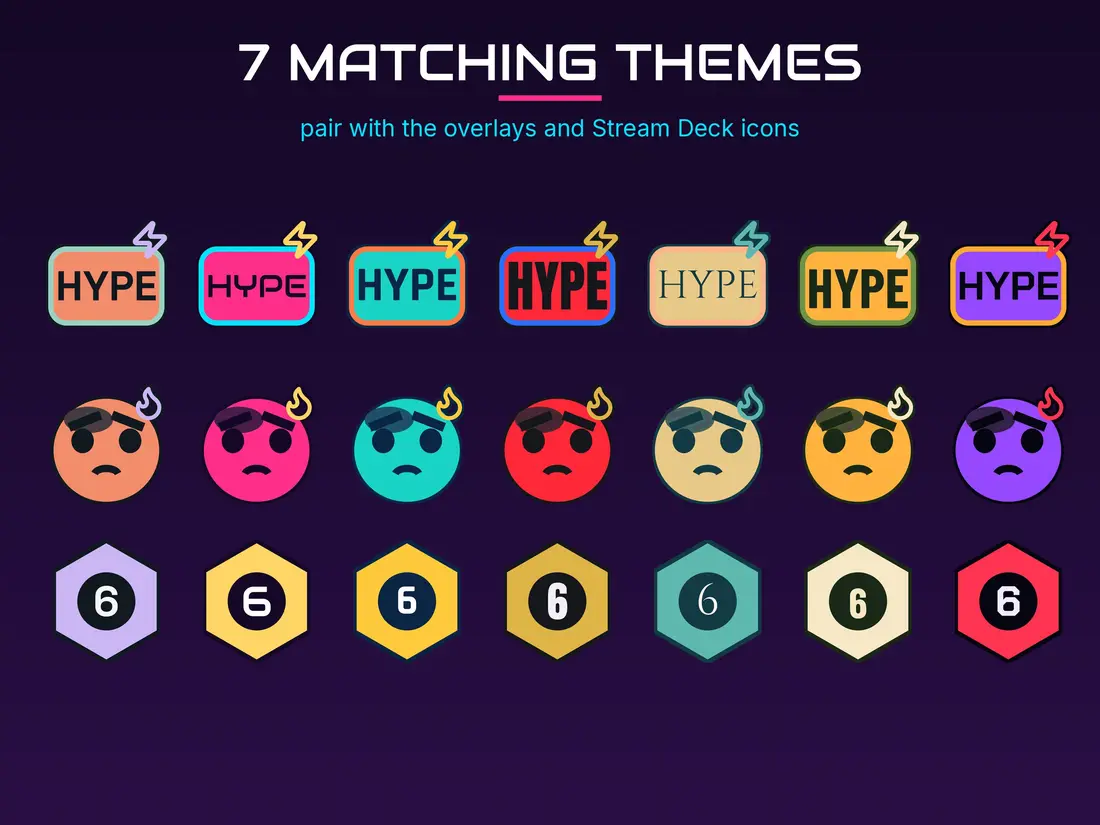 7 MATCHING THEMES
pair with the overlays and Stream Deck icons
HYPE HYPE HYPE HYPE HYPE HYPE HYPE
6 6 6 6 6 6 6